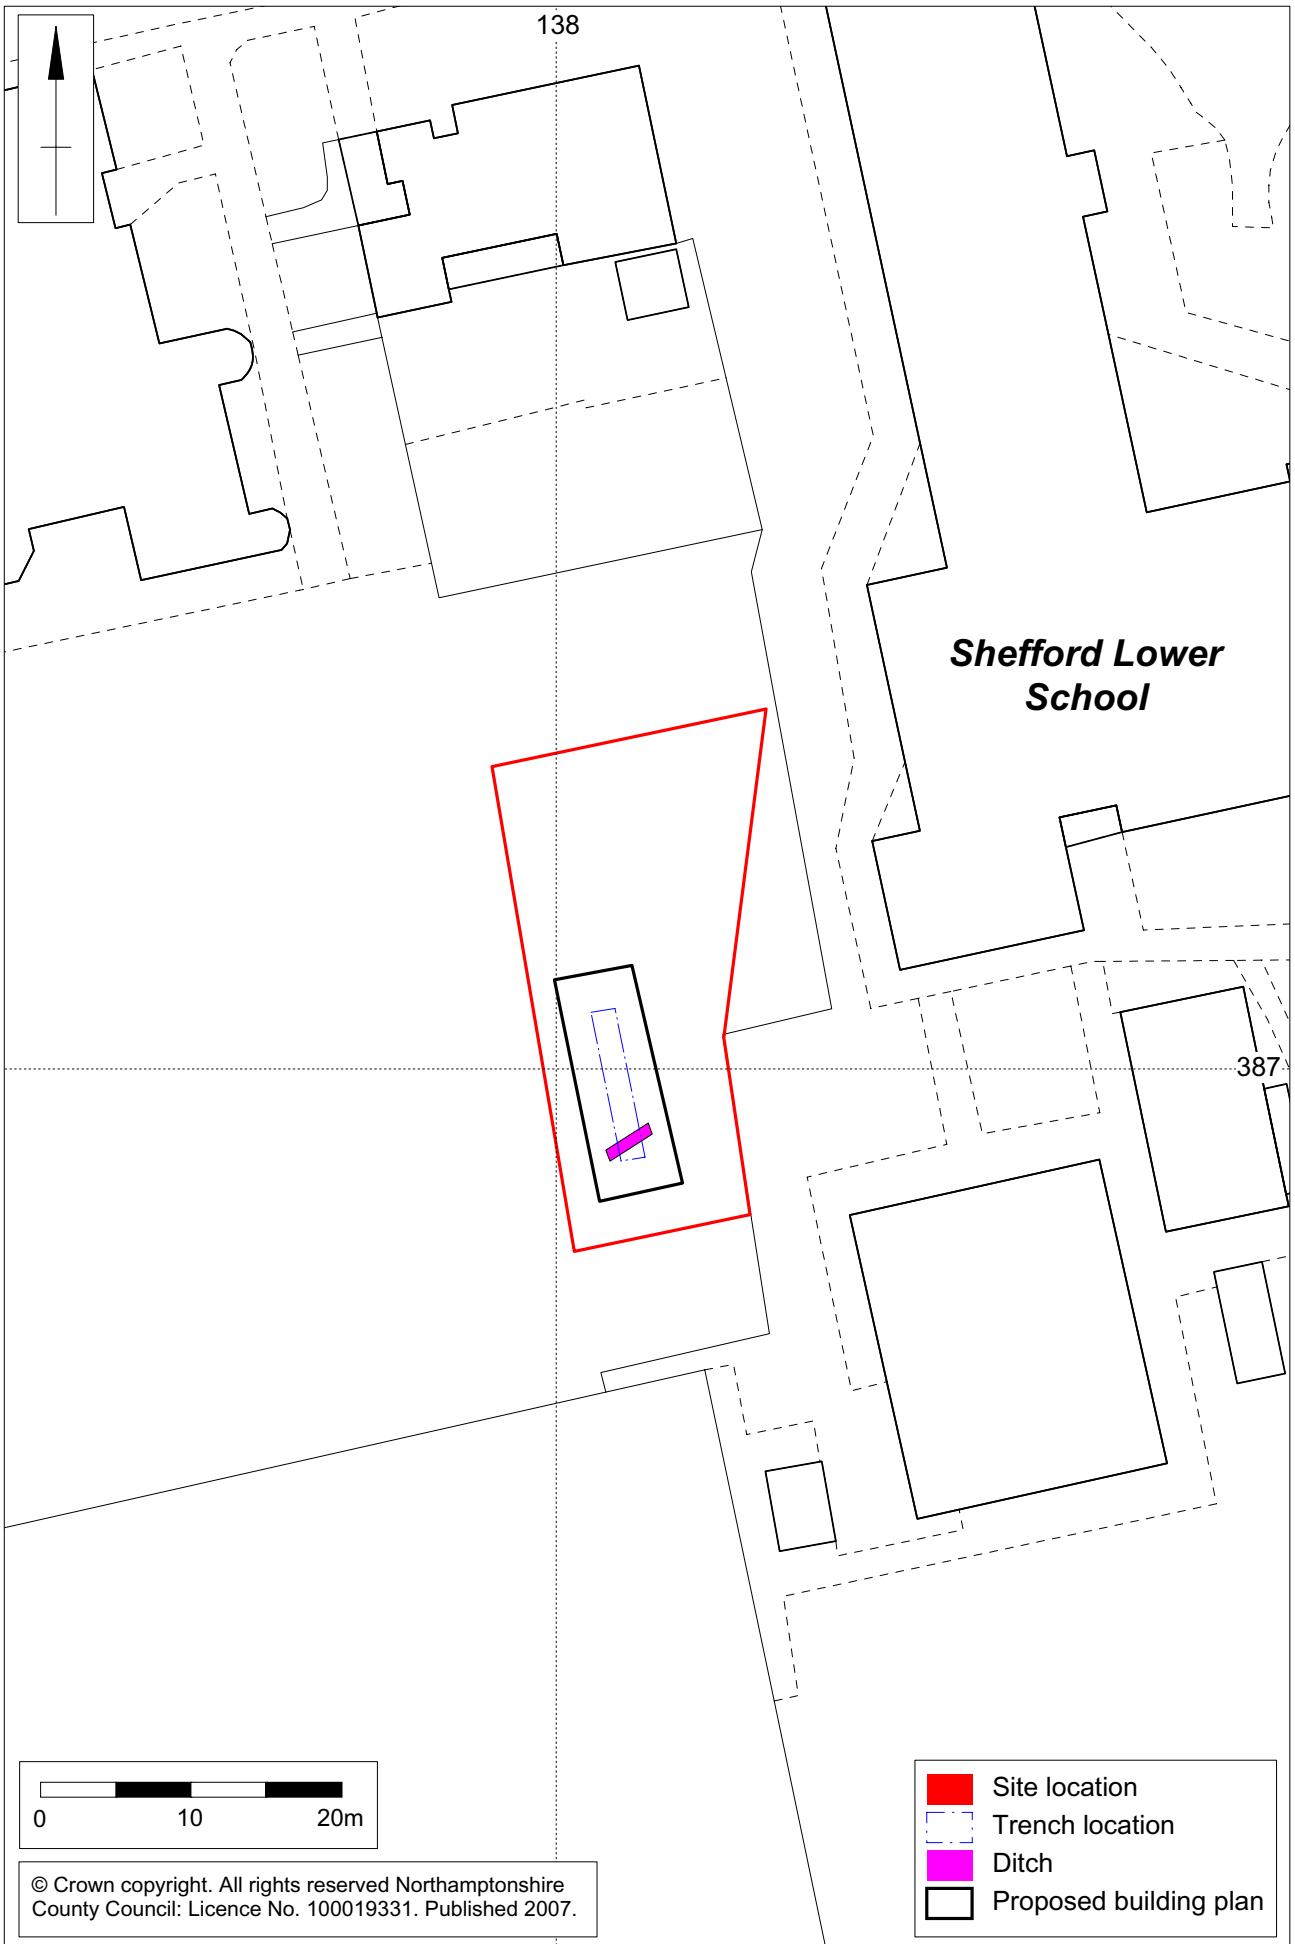 138
Shefford Lower
School
387
0 10 20m
© Crown copyright. All rights reserved Northamptonshire
County Council: Licence No. 100019331. Published 2007.
Site location
Trench location
Ditch
Proposed building plan